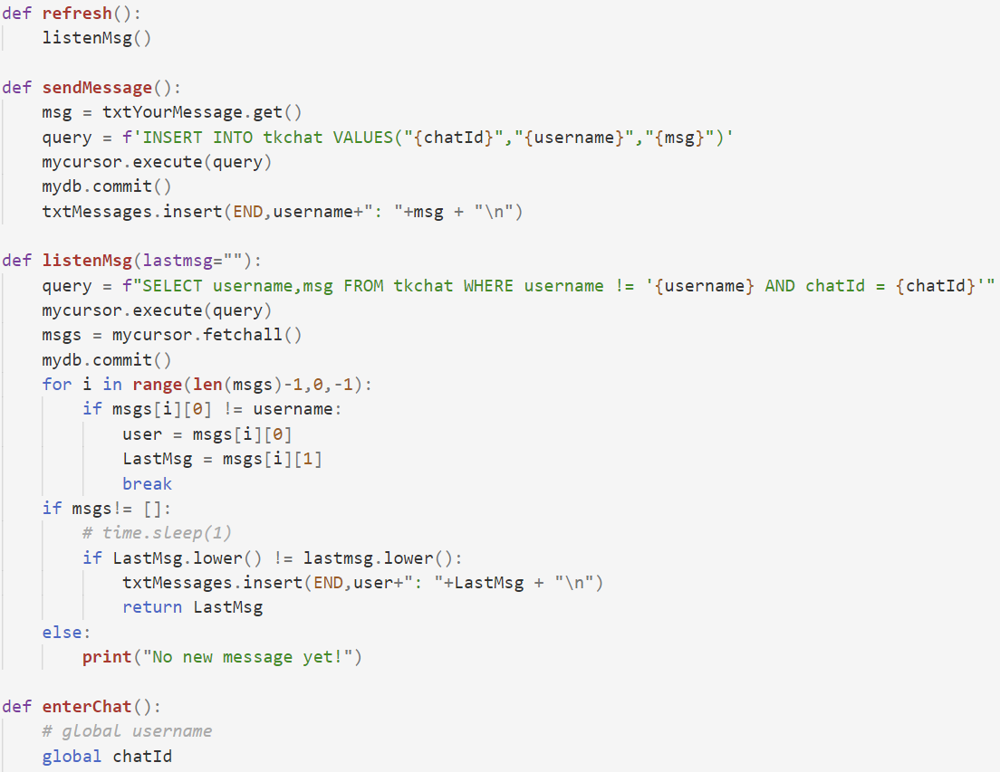 def refresh():
    listenMsg()

def sendMessage():
    msg = txtYourMessage.get()
    query = f'INSERT INTO tkchat VALUES("{chatId}","{username}","{msg}")'
    mycursor.execute(query)
    mydb.commit()
    txtMessages.insert(END,username+": "+msg + "\n")

def listenMsg(lastmsg=""):
    query = f"SELECT username,msg FROM tkchat WHERE username != '{username} AND chatId = {chatId}'"
    mycursor.execute(query)
    msgs = mycursor.fetchall()
    mydb.commit()
    for i in range(len(msgs)-1,0,-1):
        if msgs[i][0] != username:
            user = msgs[i][0]
            LastMsg = msgs[i][1]
            break
    if msgs!= []:
        # time.sleep(1)
        if LastMsg.lower() != lastmsg.lower():
            txtMessages.insert(END,user+": "+LastMsg + "\n")
            return LastMsg
    else:
        print("No new message yet!")

def enterChat():
    # global username
    global chatId